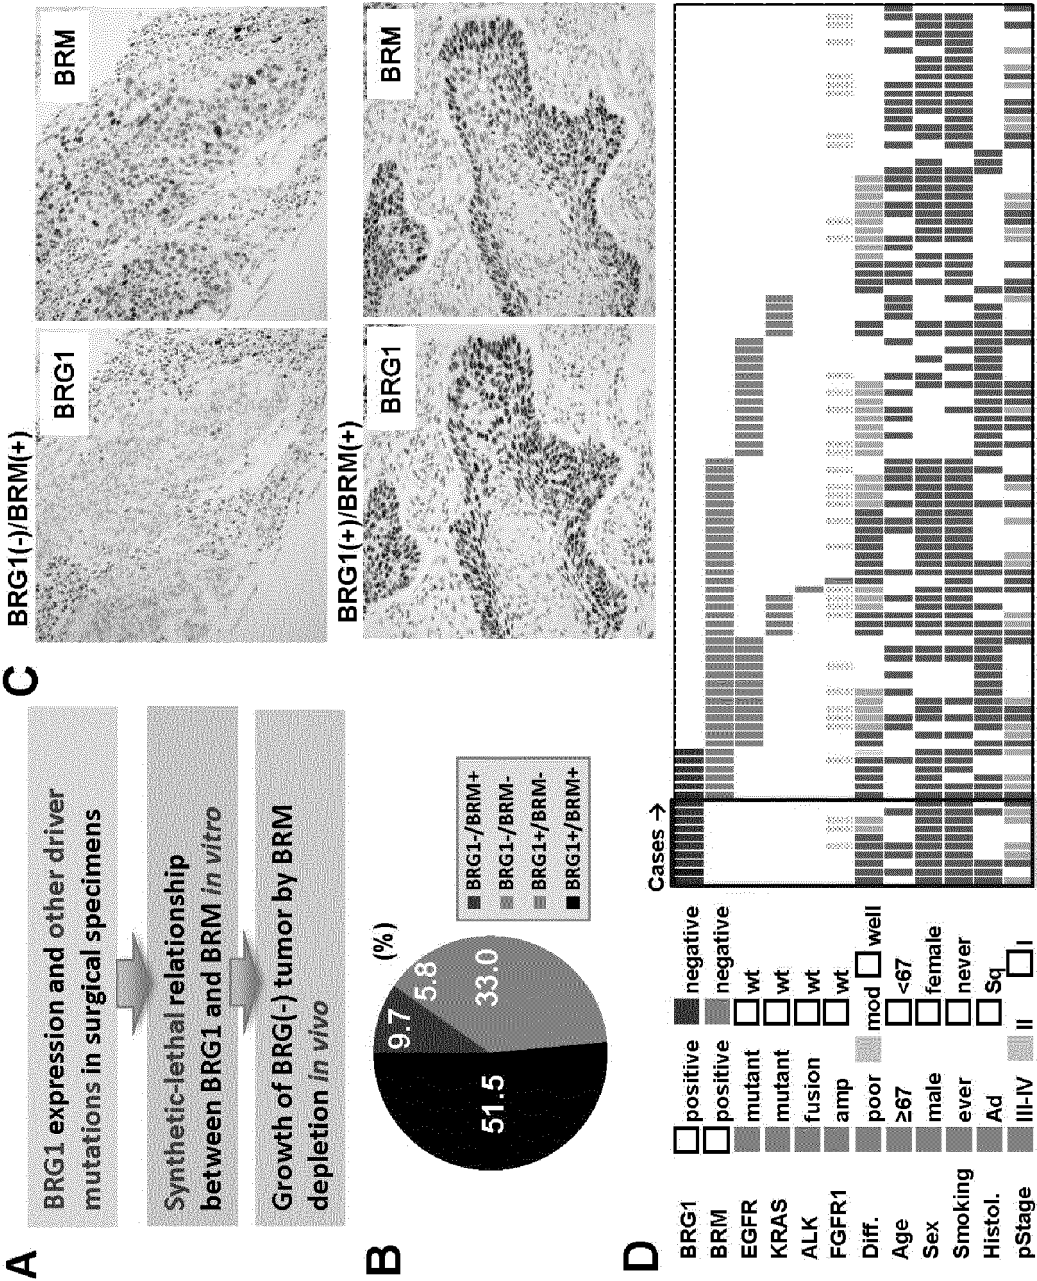 A
BRG1 expression and other driver
mutations in surgical specimens
Synthetic-lethal relationship
between BRG1 and BRM in vitro
Growth of BRG(-) tumor by BRM
depletion in vivo
B
(%)
9.7
5.8
33.0
51.5
BRG1-/BRM+
BRG1-/BRM-
BRG1+/BRM-
BRG1+/BRM+
C
BRG1(-)/BRM(+)
BRG1
BRM
BRG1(+)/BRM(+)
BRG1
BRM
D
Cases →
BRG1 positive negative
BRM positive negative
EGFR mutant wt
KRAS mutant wt
ALK fusion wt
FGFR1 amp wt
Diff. poor mod well
Age ≥67 <67
Sex male female
Smoking ever never
Histol. Ad Sq
pStage III-IV II I